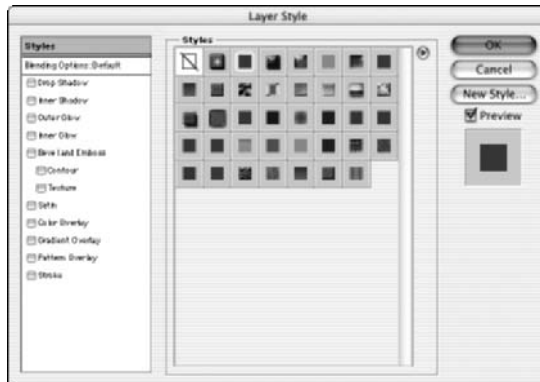 Layer Style
Styles
Blending Options: Default
Drop Shadow
Inner Shadow
Outer Glow
Inner Glow
Bevel and Emboss
Contour
Texture
Satin
Color Overlay
Gradient Overlay
Pattern Overlay
Stroke
Styles
OK
Cancel
New Style...
Preview